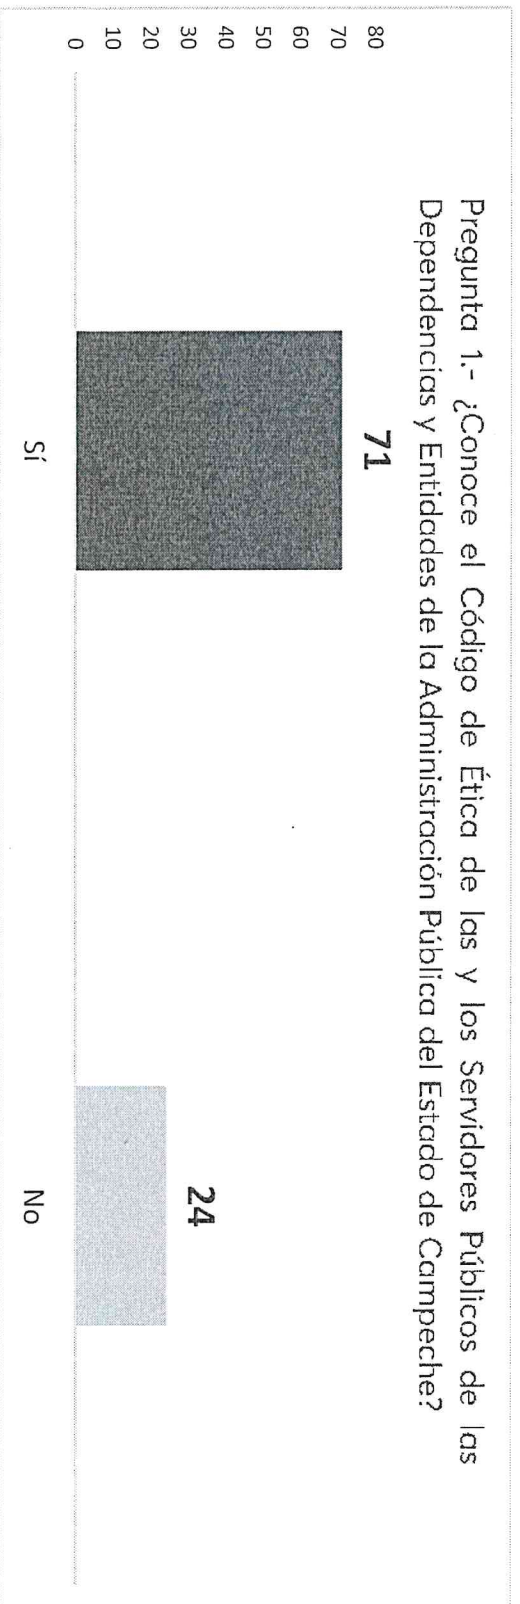 Pregunta 1.- ¿Conoce el Código de Ética de las y los Servidores Públicos de las
Dependencias y Entidades de la Administración Pública del Estado de Campeche?
80
70
60
50
40
30
20
10
0
71
24
Sí
No